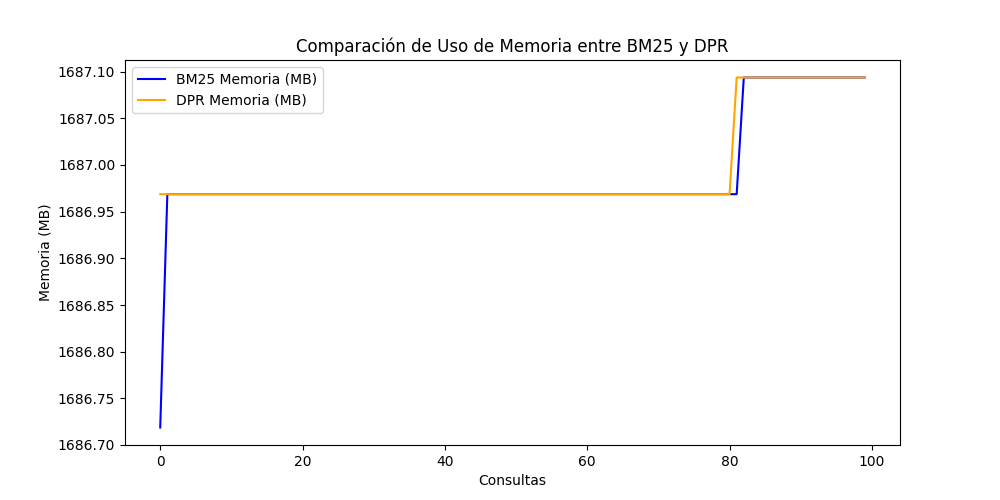 Comparación de Uso de Memoria entre BM25 y DPR
BM25 Memoria (MB)
DPR Memoria (MB)
Memoria (MB)
1687.10
1687.05
1687.00
1686.95
1686.90
1686.85
1686.80
1686.75
1686.70
0 20 40 60 80 100
Consultas